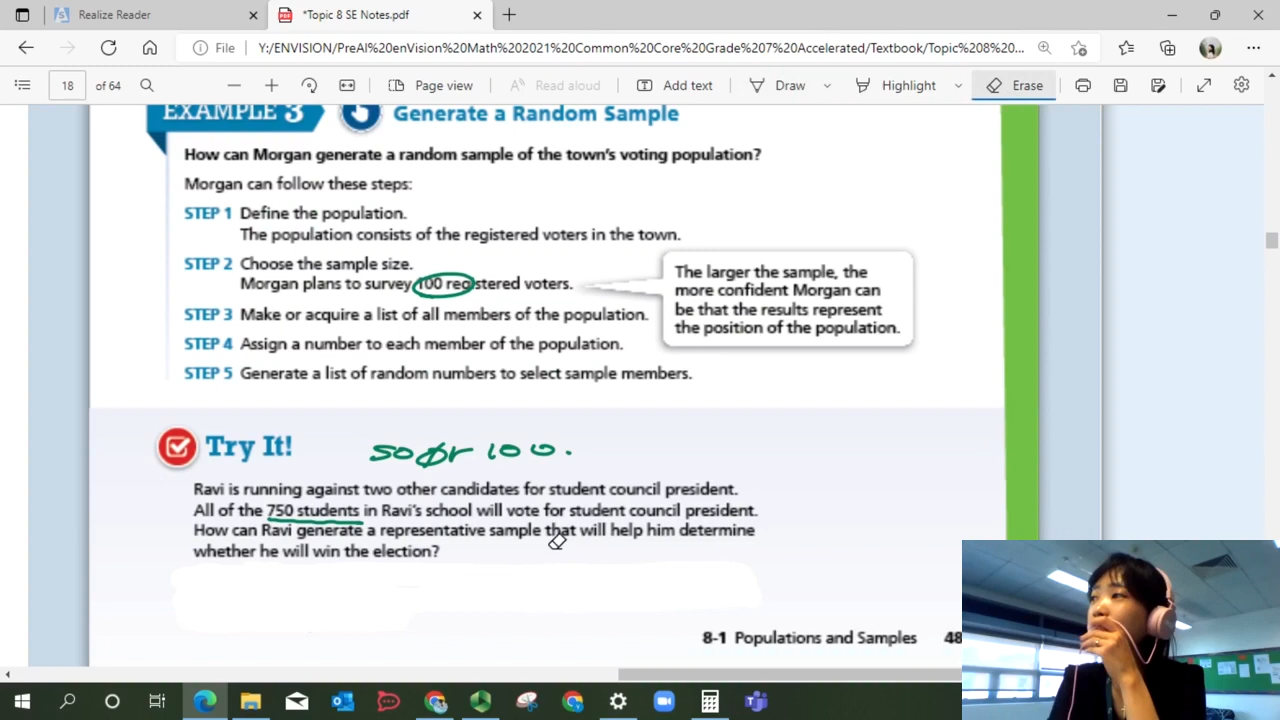 Realize Reader
*Topic 8 SE Notes.pdf
File
Y:/ENVISION/PreAI%20enVision%20Math%202021%20Common%20Core%20Grade%207%20Accelerated/Textbook/Topic%208%20...
18 of 64
Page view
Read aloud
Add text
Draw
Highlight
Erase
EXAMPLE 3
Generate a Random Sample
How can Morgan generate a random sample of the town's voting population?
Morgan can follow these steps:
STEP 1 Define the population.
The population consists of the registered voters in the town.
STEP 2 Choose the sample size.
Morgan plans to survey 100 registered voters.
The larger the sample, the
more confident Morgan can
be that the results represent
the position of the population.
STEP 3 Make or acquire a list of all members of the population.
STEP 4 Assign a number to each member of the population.
STEP 5 Generate a list of random numbers to select sample members.
Try It!
50 or 100.
Ravi is running against two other candidates for student council president.
All of the 750 students in Ravi's school will vote for student council president.
How can Ravi generate a representative sample that will help him determine
whether he will win the election?
8-1 Populations and Samples 48